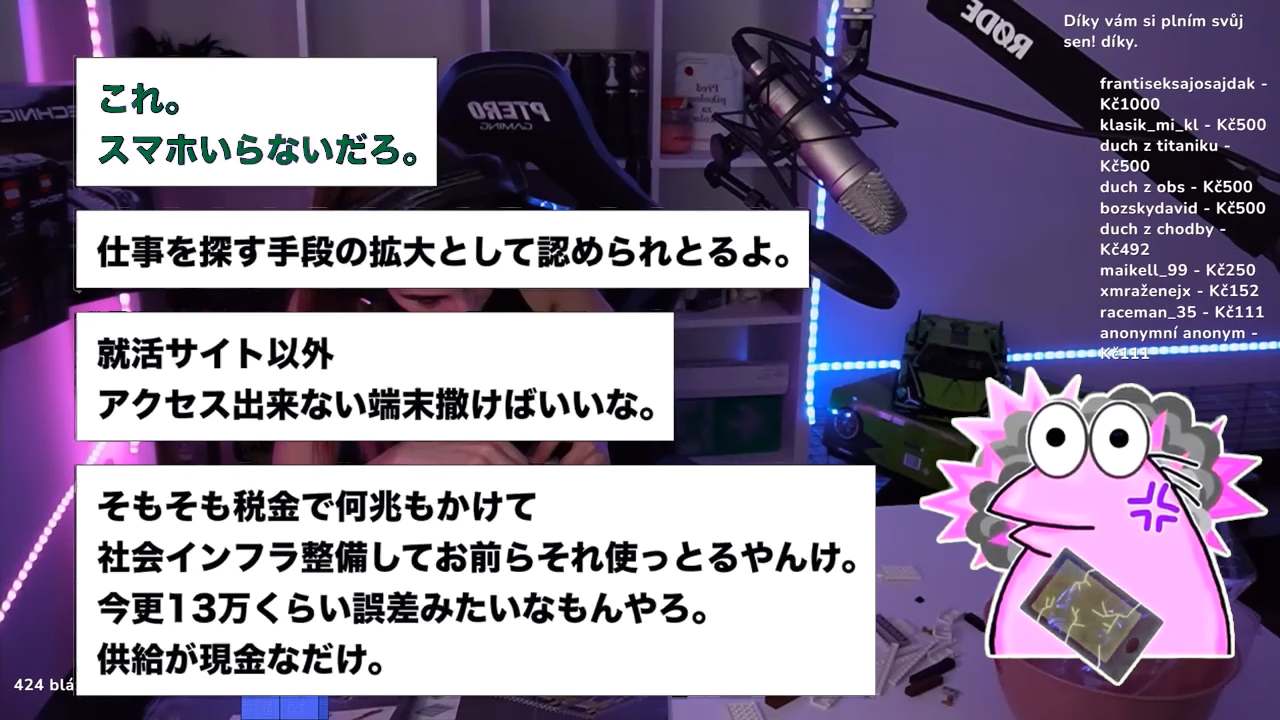 これ。
スマホいらないだろ。
仕事を探す手段の拡大として認められとるよ。
就活サイト以外
アクセス出来ない端末撒けばいいな。
そもそも税金で何兆もかけて
社会インフラ整備してお前らそれ使っとるやんけ。
今更13万くらい誤差みたいなもんやろ。
供給が現金なだけ。
RØDE
PTERO
GAMING
Díky vám si plním svůj
sen! díky.
frantiseksajosajdak -
Kč1000
klasik_mi_kl - Kč500
duch z titaniku -
Kč500
duch z obs - Kč500
bozskydavid - Kč500
duch z chodby -
Kč492
maikell_99 - Kč250
xmraženejx - Kč152
raceman_35 - Kč111
anonymní anonym -
Kč111
424 blá